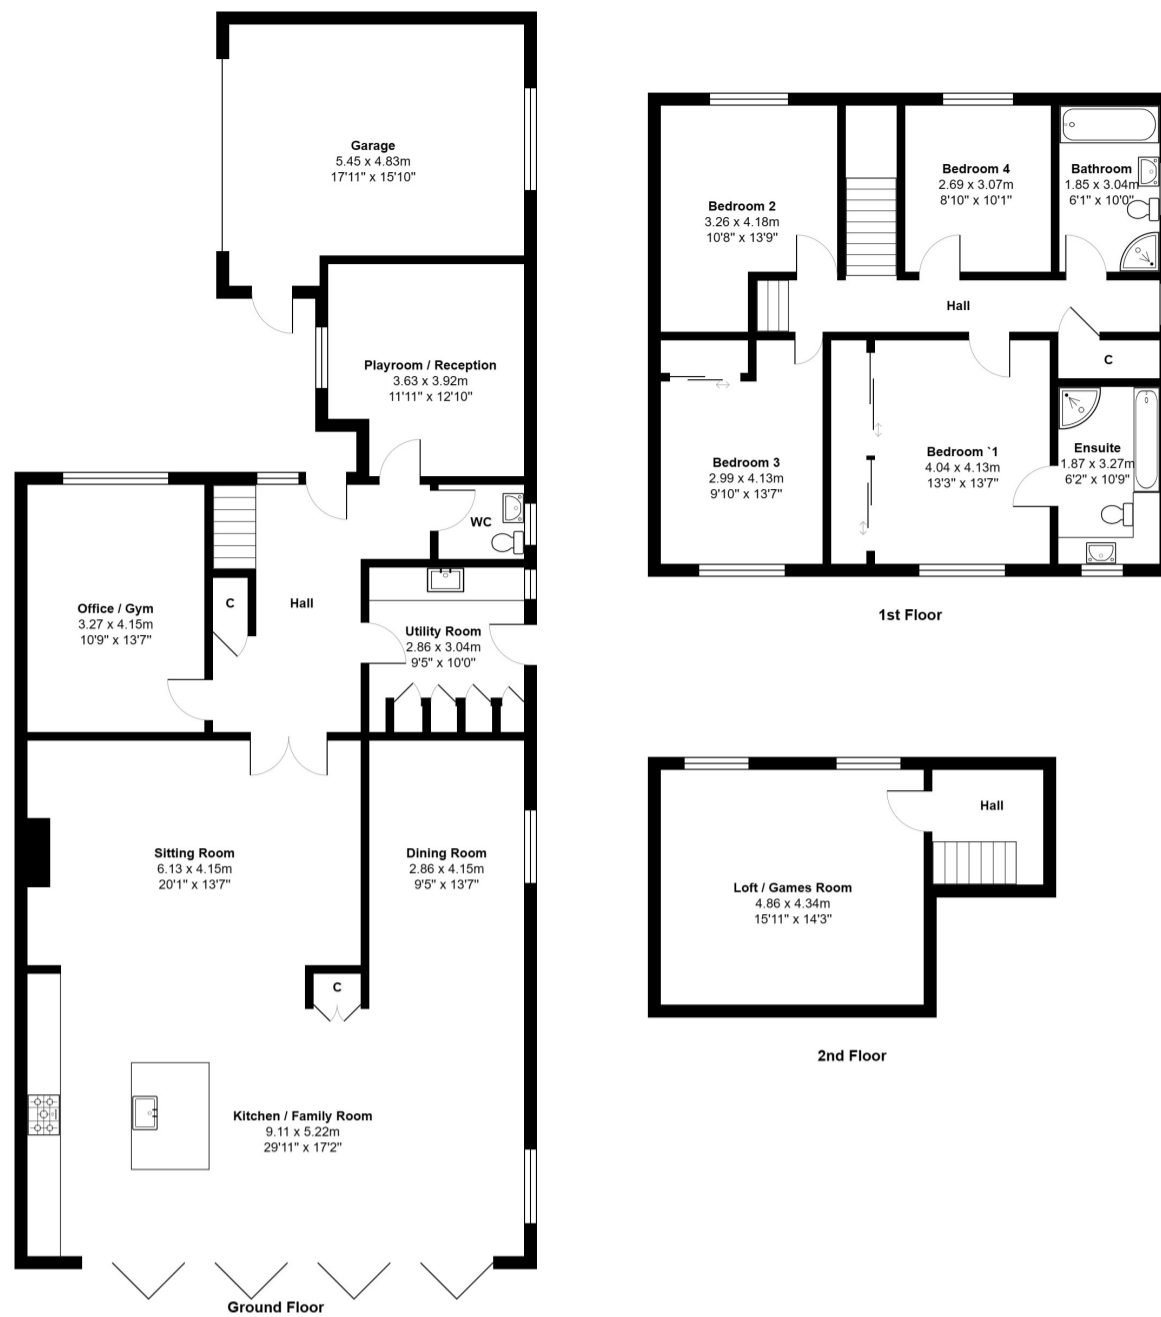 Garage
5.45 x 4.83m
17'11" x 15'10"
Playroom / Reception
3.63 x 3.92m
11'11" x 12'10"
WC
Office / Gym
3.27 x 4.15m
10'9" x 13'7"
C
Hall
Utility Room
2.86 x 3.04m
9'5" x 10'0"
Sitting Room
6.13 x 4.15m
20'1" x 13'7"
Dining Room
2.86 x 4.15m
9'5" x 13'7"
C
Kitchen / Family Room
9.11 x 5.22m
29'11" x 17'2"
Ground Floor
Bedroom 2
3.26 x 4.18m
10'8" x 13'9"
Bedroom 4
2.69 x 3.07m
8'10" x 10'1"
Bathroom
1.85 x 3.04m
6'1" x 10'0"
Hall
C
Bedroom 3
2.99 x 4.13m
9'10" x 13'7"
Bedroom `1
4.04 x 4.13m
13'3" x 13'7"
Ensuite
1.87 x 3.27m
6'2" x 10'9"
1st Floor
Hall
Loft / Games Room
4.86 x 4.34m
15'11" x 14'3"
2nd Floor